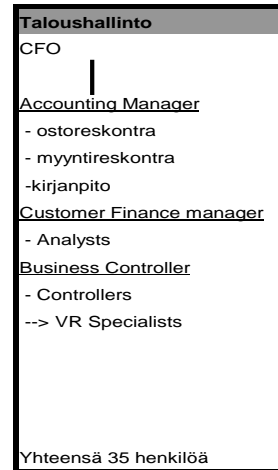 Taloushallinto
CFO
Accounting Manager
- ostoreskontra
- myyntireskontra
-kirjanpito
Customer Finance manager
- Analysts
Business Controller
- Controllers
--> VR Specialists
Yhteensä 35 henkilöä